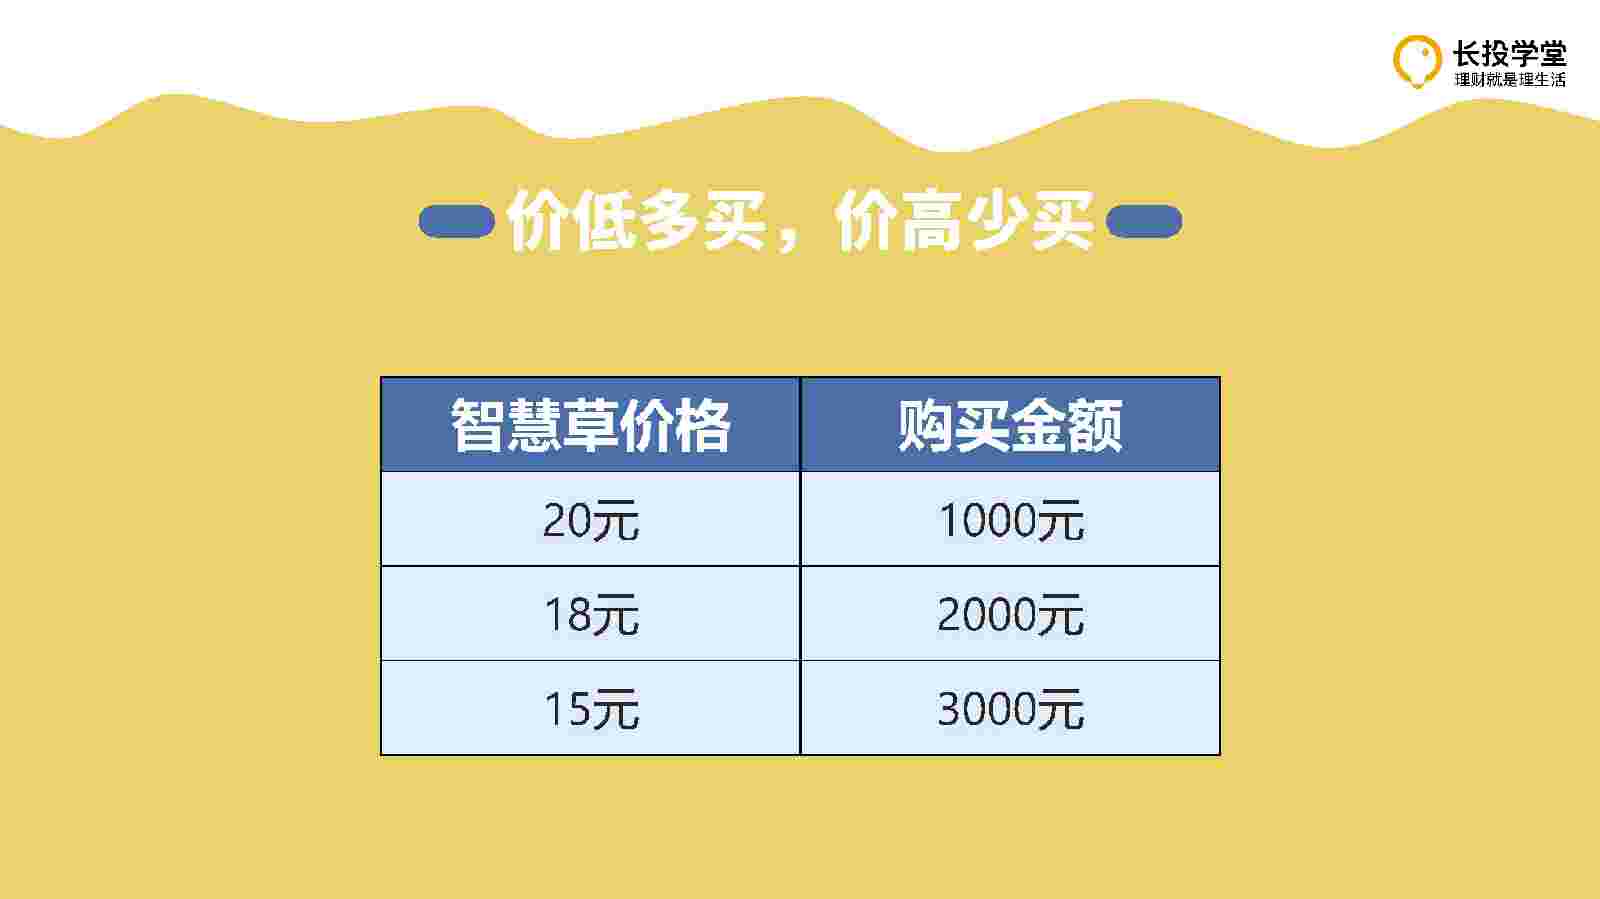 长投学堂
理财就是理生活
价低多买，价高少买
智慧草价格 购买金额
20元 1000元
18元 2000元
15元 3000元